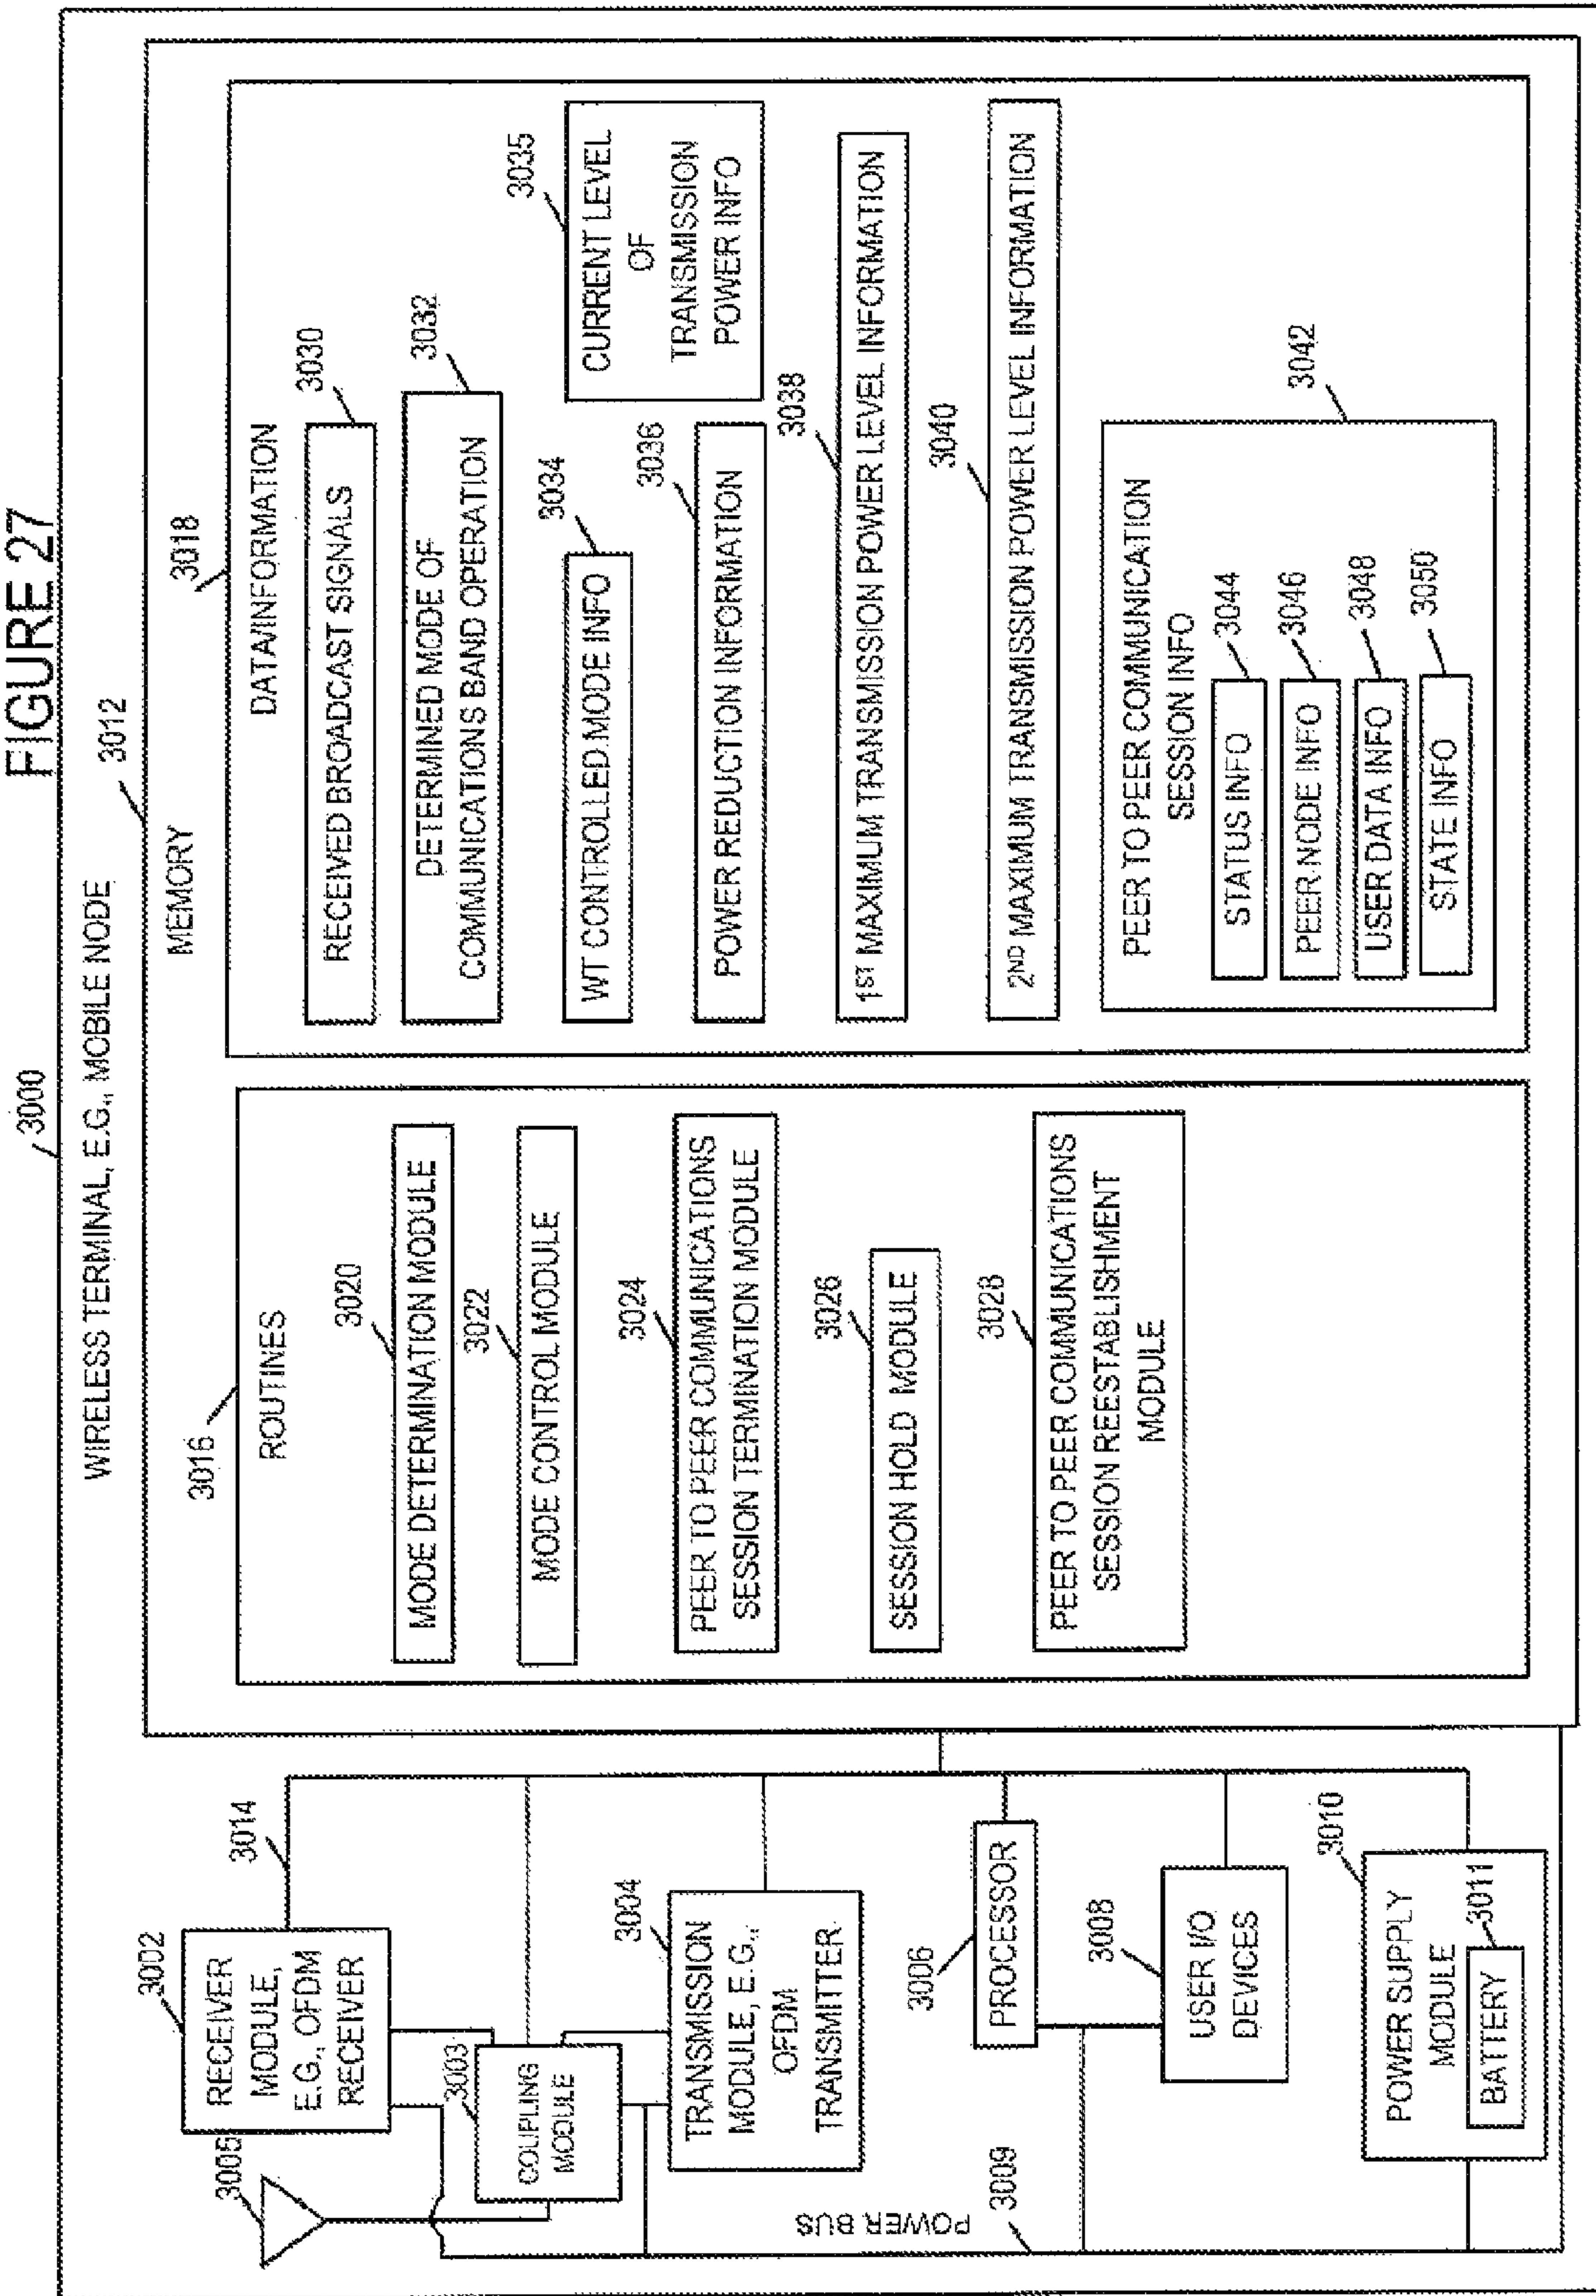 FIGURE 27
3000
WIRELESS TERMINAL, E.G., MOBILE NODE
3002
RECEIVER
MODULE,
E.G., OFDM
RECEIVER
3014
3005
3003
COUPLING
MODULE
3004
TRANSMISSION
MODULE, E.G.,
OFDM
TRANSMITTER
3006
PROCESSOR
3008
USER I/O
DEVICES
POWER BUS
3009
3010
POWER SUPPLY
MODULE
3011
BATTERY
3012
MEMORY
3016
ROUTINES
3020
MODE DETERMINATION MODULE
3022
MODE CONTROL MODULE
3024
PEER TO PEER COMMUNICATIONS
SESSION TERMINATION MODULE
3026
SESSION HOLD MODULE
3028
PEER TO PEER COMMUNICATIONS
SESSION REESTABLISHMENT
MODULE
3018
DATA/INFORMATION
3030
RECEIVED BROADCAST SIGNALS
3032
DETERMINED MODE OF
COMMUNICATIONS BAND OPERATION
3034
WT CONTROLLED MODE INFO
3035
CURRENT LEVEL
OF
TRANSMISSION
POWER INFO
3036
POWER REDUCTION INFORMATION
3038
1ST MAXIMUM TRANSMISSION POWER LEVEL INFORMATION
3040
2ND MAXIMUM TRANSMISSION POWER LEVEL INFORMATION
3042
PEER TO PEER COMMUNICATION
SESSION INFO
3044
STATUS INFO
3046
PEER NODE INFO
3048
USER DATA INFO
3050
STATE INFO